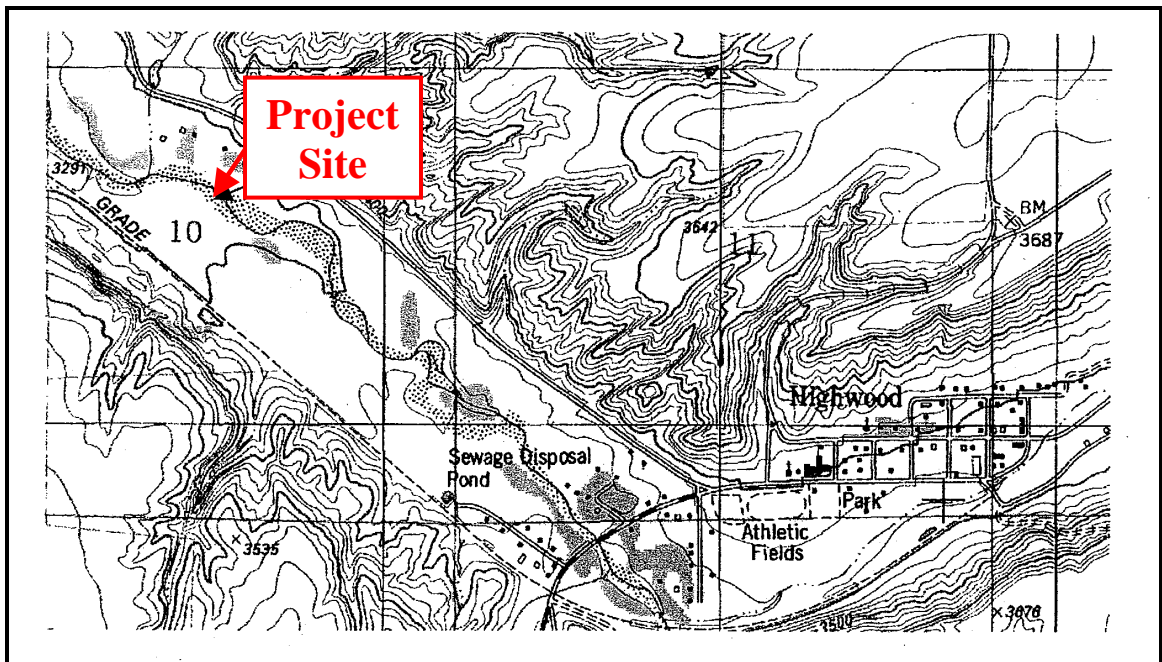 Project
Site
3291
GRADE
10
3642
11
BM
3687
Highwood
Sewage Disposal
Pond
Park
Athletic
Fields
3535
3500
3676